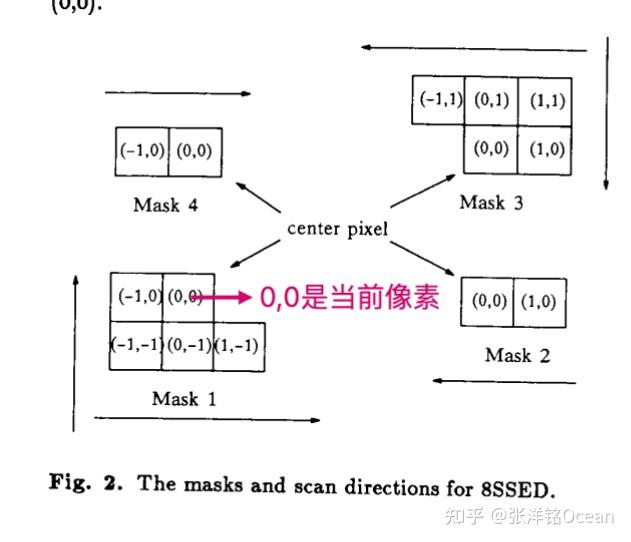 (0,0).
(-1,1) (0,1) (1,1)
(-1,0) (0,0)
(0,0) (1,0)
Mask 4
Mask 3
center pixel
(-1,0) (0,0) 0,0是当前像素
(0,0) (1,0)
(-1,-1) (0,-1) (1,-1)
Mask 2
Mask 1
Fig. 2. The masks and scan directions for 8SSED.
知乎 @张洋铭Ocean